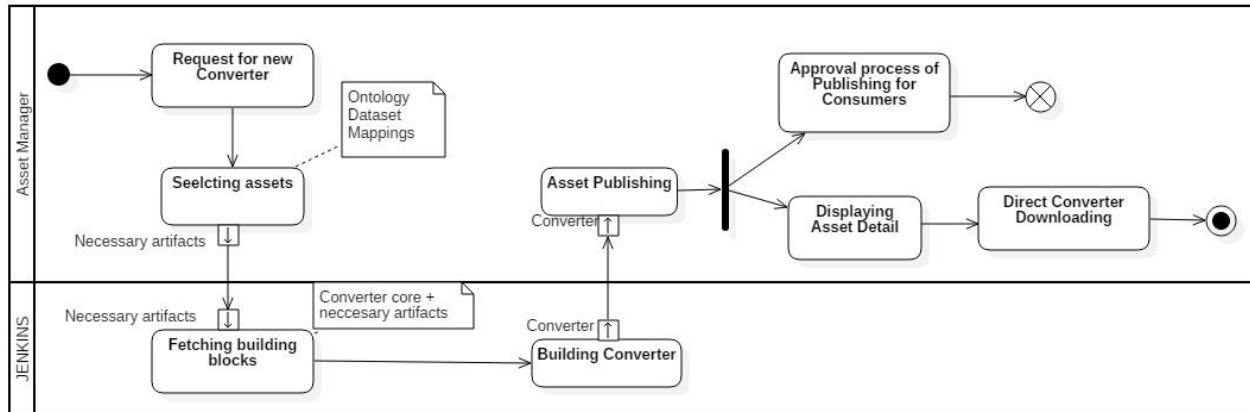 Asset Manager
Request for new
Converter
Ontology
Dataset
Mappings
Seelcting assets
Necessary artifacts
Approval process of
Publishing for
Consumers
Asset Publishing
Converter
Displaying
Asset Detail
Direct Converter
Downloading
JENKINS
Necessary artifacts
Converter core +
neccesary artifacts
Fetching building
blocks
Converter
Building Converter